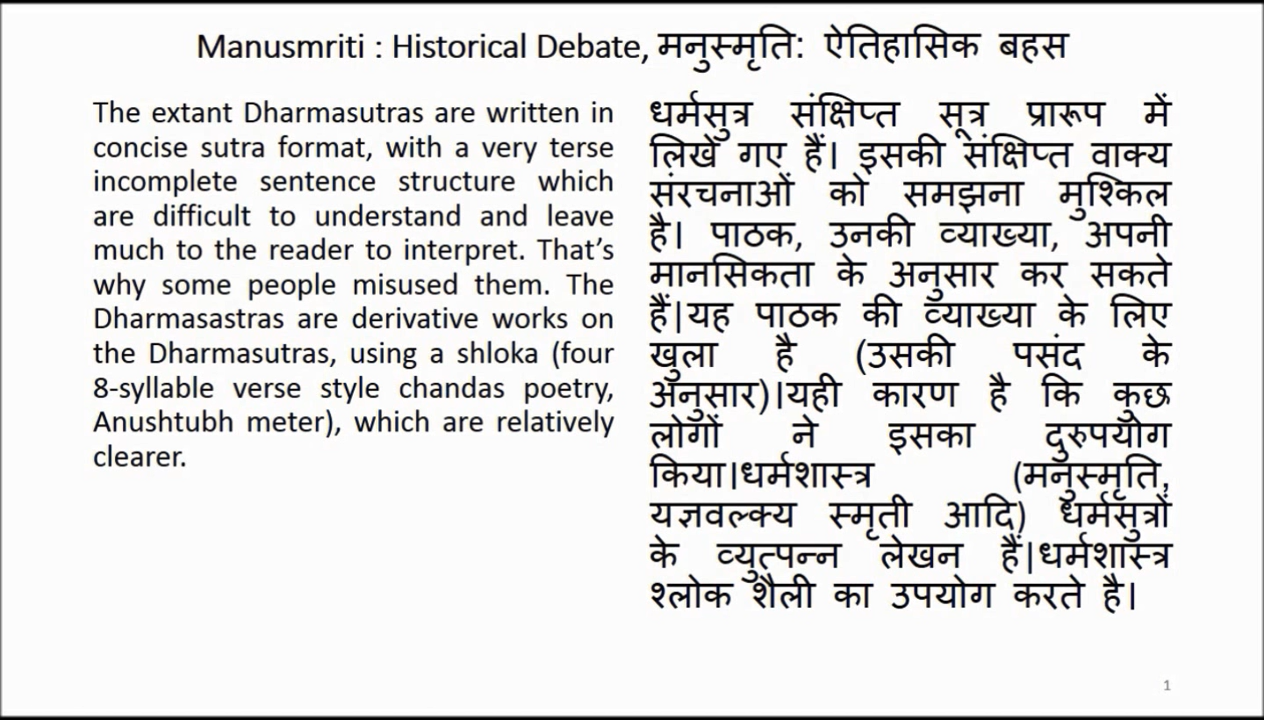 Manusmriti : Historical Debate, मनुस्मृति: ऐतिहासिक बहस
The extant Dharmasutras are written in
concise sutra format, with a very terse
incomplete sentence structure which
are difficult to understand and leave
much to the reader to interpret. That’s
why some people misused them. The
Dharmasastras are derivative works on
the Dharmasutras, using a shloka (four
8-syllable verse style chandas poetry,
Anushtubh meter), which are relatively
clearer.
धर्मसुत्र संक्षिप्त सूत्र प्रारूप में
लिखे गए हैं। इसकी संक्षिप्त वाक्य
संरचनाओं को समझना मुश्किल
है। पाठक, उनकी व्याख्या, अपनी
मानसिकता के अनुसार कर सकते
हैं|यह पाठक की व्याख्या के लिए
खुला है (उसकी पसंद के
अनुसार)|यही कारण है कि कुछ
लोगों ने इसका दुरुपयोग
किया|धर्मशास्त्र (मनुस्मृति,
यज्ञवल्क्य स्मृती आदि) धर्मसुत्रों
के व्युत्पन्न लेखन हैं|धर्मशास्त्र
श्लोक शैली का उपयोग करते है।
1